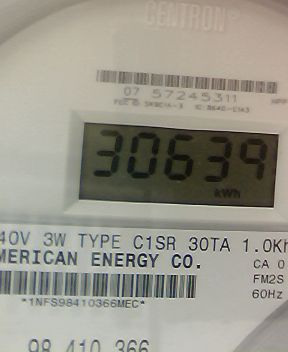 CENTRON®
07 57245311
30639
kWh
40V 3W TYPE C1SR 30TA 1.0Kh
MERICAN ENERGY CO.
CA 0
FM2S
*1NFS98410366MEC*
60Hz
98 410 366